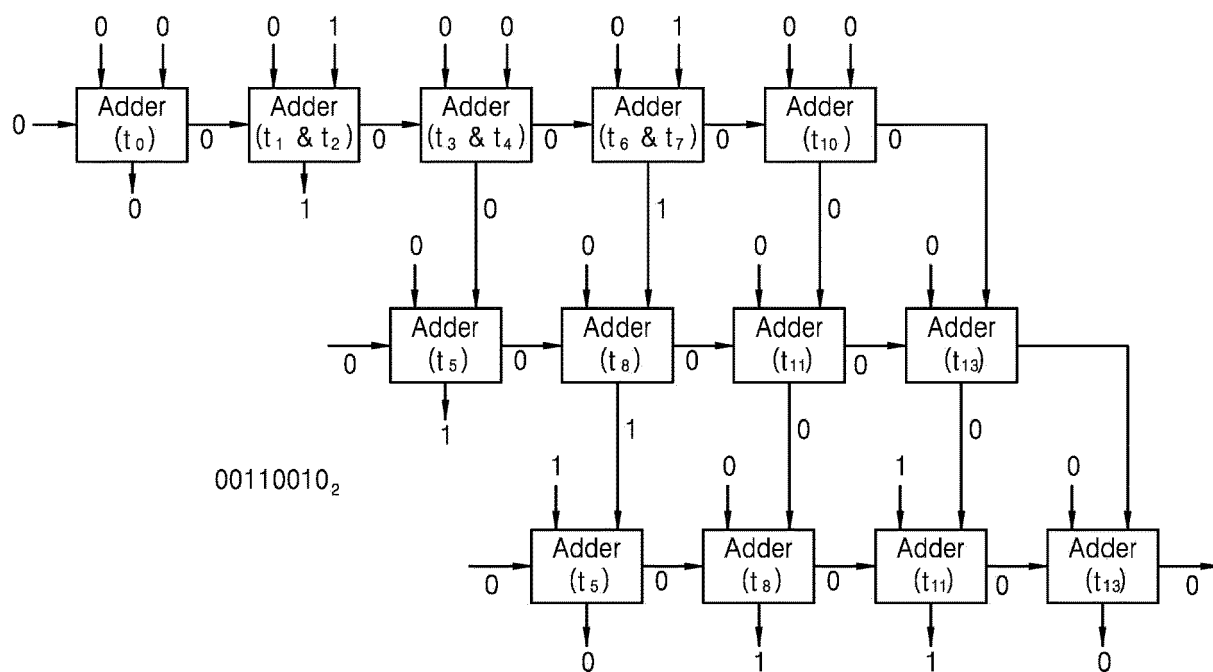 0 0 0 1 0 0 0 1 0 0
Adder Adder Adder Adder Adder
0 (t₀) 0 (t₁ & t₂) 0 (t₃ & t₄) 0 (t₆ & t₇) 0 (t₁₀) 0
0 1 0 1 0
0 0 0 0
Adder Adder Adder Adder
0 (t₅) 0 (t₈) 0 (t₁₁) 0 (t₁₃)
1 1 0 0
00110010₂
1 0 1 0
Adder Adder Adder Adder
0 (t₅) 0 (t₈) 0 (t₁₁) 0 (t₁₃) 0
0 1 1 0